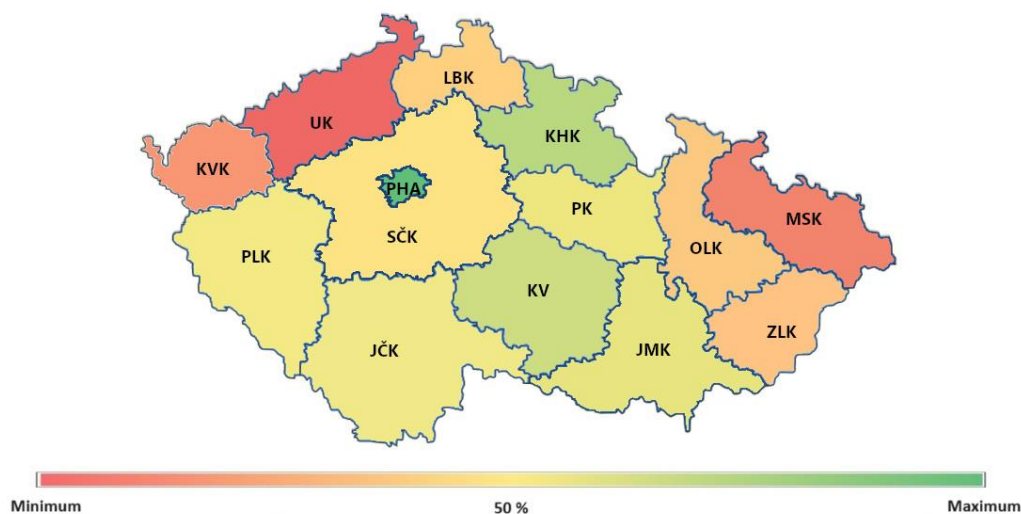 LBK
UK
KHK
KVK
PHA
PK
MSK
SČK
OLK
PLK
KV
ZLK
JČK
JMK
Minimum 50 % Maximum